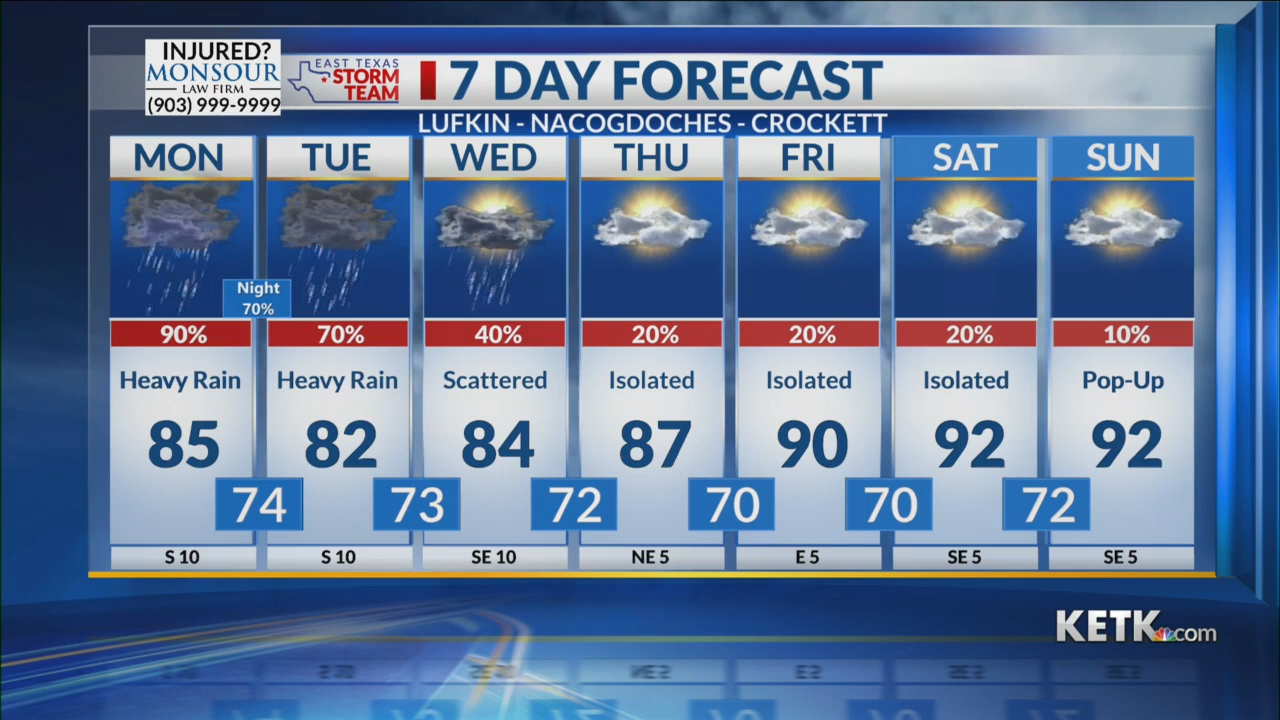 INJURED?
MONSOUR
LAW FIRM
(903) 999-9999
EAST TEXAS
STORM
TEAM
7 DAY FORECAST
LUFKIN - NACOGDOCHES - CROCKETT
MON TUE WED THU FRI SAT SUN
Night
70%
90% 70% 40% 20% 20% 20% 10%
Heavy Rain Heavy Rain Scattered Isolated Isolated Isolated Pop-Up
85 82 84 87 90 92 92
74 73 72 70 70 72
S 10 S 10 SE 10 NE 5 E 5 SE 5 SE 5
KETK.com